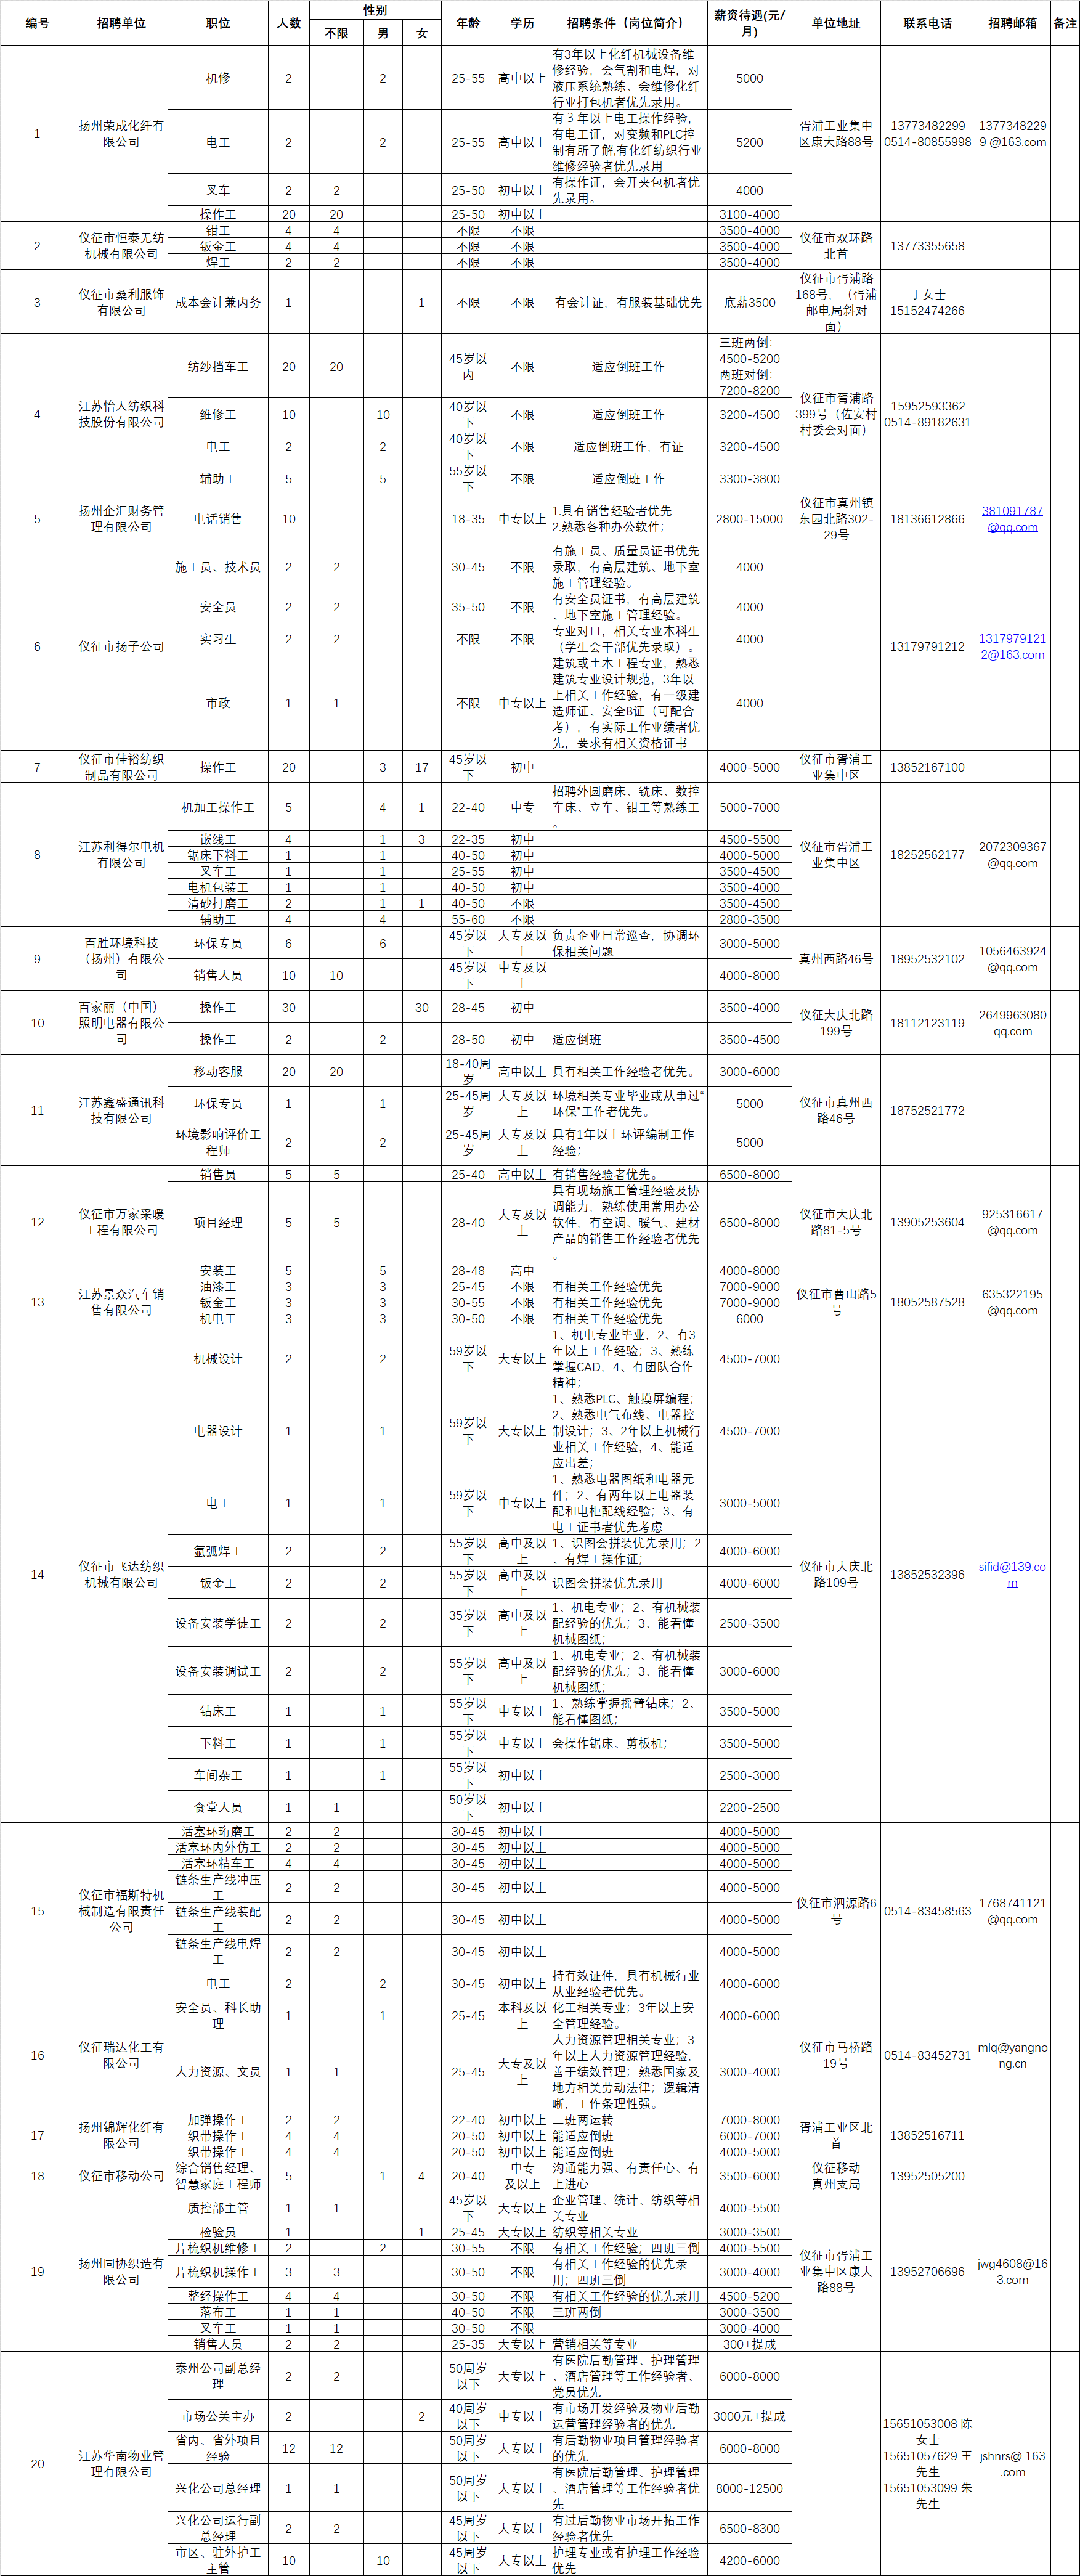 编号 招聘单位 职位 人数 性别 年龄 学历 招聘条件（岗位简介） 薪资待遇(元/月) 单位地址 联系电话 招聘邮箱 备注
不限 男 女
1 扬州荣成化纤有限公司 胥浦工业集中区康大路88号 13773482299 0514-80855998 13773482299 @163.com
机修 2 2 25-55 高中以上 有3年以上化纤机械设备维修经验，会气割和电焊，对液压系统熟练、会维修化纤行业打包机者优先录用。 5000
电工 2 2 25-55 高中以上 有３年以上电工操作经验，有电工证，对变频和PLC控制有所了解,有化纤纺织行业维修经验者优先录用 5200
叉车 2 2 25-50 初中以上 有操作证，会开夹包机者优先录用。 4000
操作工 20 20 25-50 初中以上 3100-4000
2 仪征市恒泰无纺机械有限公司 仪征市双环路北首 13773355658
钳工 4 4 不限 不限 3500-4000
钣金工 4 4 不限 不限 3500-4000
焊工 2 2 不限 不限 3500-4000
3 仪征市桑利服饰有限公司 成本会计兼内务 1 1 不限 不限 有会计证，有服装基础优先 底薪3500 仪征市胥浦路168号，（胥浦邮电局斜对面） 丁女士 15152474266
4 江苏怡人纺织科技股份有限公司 仪征市胥浦路399号（佐安村村委会对面） 15952593362 0514-89182631
纺纱挡车工 20 20 45岁以内 不限 适应倒班工作 三班两倒：4500-5200 两班对倒：7200-8200
维修工 10 10 40岁以下 不限 适应倒班工作 3200-4500
电工 2 2 40岁以下 不限 适应倒班工作，有证 3200-4500
辅助工 5 5 55岁以下 不限 适应倒班工作 3300-3800
5 扬州企汇财务管理有限公司 电话销售 10 18-35 中专以上 1.具有销售经验者优先 2.熟悉各种办公软件； 2800-15000 仪征市真州镇东园北路302-29号 18136612866 381091787@qq.com
6 仪征市扬子公司 13179791212 13179791212@163.com
施工员、技术员 2 2 30-45 不限 有施工员、质量员证书优先录取，有高层建筑、地下室施工管理经验。 4000
安全员 2 2 35-50 不限 有安全员证书，有高层建筑、地下室施工管理经验。 4000
实习生 2 2 不限 不限 专业对口，相关专业本科生（学生会干部优先录取）。 4000
市政 1 1 不限 中专以上 建筑或土木工程专业，熟悉建筑专业设计规范，3年以上相关工作经验，有一级建造师证、安全B证（可配合考），有实际工作业绩者优先，要求有相关资格证书 4000
7 仪征市佳裕纺织制品有限公司 操作工 20 3 17 45岁以下 初中 4000-5000 仪征市胥浦工业集中区 13852167100
8 江苏利得尔电机有限公司 仪征市胥浦工业集中区 18252562177 2072309367@qq.com
机加工操作工 5 4 1 22-40 中专 招聘外圆磨床、铣床、数控车床、立车、钳工等熟练工。 5000-7000
嵌线工 4 1 3 22-35 初中 4500-5500
锯床下料工 1 1 40-50 初中 4000-5000
叉车工 1 1 25-55 初中 3500-4500
电机包装工 1 1 40-50 初中 3500-4000
清砂打磨工 2 1 1 40-50 不限 3500-4500
辅助工 4 4 55-60 不限 2800-3500
9 百胜环境科技（扬州）有限公司 真州西路46号 18952532102 1056463924@qq.com
环保专员 6 6 45岁以下 大专及以上 负责企业日常巡查，协调环保相关问题 3000-5000
销售人员 10 10 45岁以下 中专及以上 4000-8000
10 百家丽（中国）照明电器有限公司 仪征大庆北路199号 18112123119 2649963080qq.com
操作工 30 30 28-45 初中 3500-4000
操作工 2 2 28-50 初中 适应倒班 3500-4500
11 江苏鑫盛通讯科技有限公司 仪征市真州西路46号 18752521772
移动客服 20 20 18-40周岁 高中以上 具有相关工作经验者优先。 3000-6000
环保专员 1 1 25-45周岁 大专及以上 环境相关专业毕业或从事过“环保”工作者优先。 5000
环境影响评价工程师 2 2 25-45周岁 大专及以上 具有1年以上环评编制工作经验； 5000
12 仪征市万家采暖工程有限公司 仪征市大庆北路81-5号 13905253604 925316617@qq.com
销售员 5 5 25-40 高中以上 有销售经验者优先。 6500-8000
项目经理 5 5 28-40 大专及以上 具有现场施工管理经验及协调能力，熟练使用常用办公软件，有空调、暖气、建材产品的销售工作经验者优先。 6500-8000
安装工 5 5 28-48 高中 4000-8000
13 江苏景众汽车销售有限公司 仪征市曹山路5号 18052587528 635322195@qq.com
油漆工 3 3 25-45 不限 有相关工作经验优先 7000-9000
钣金工 3 3 30-55 不限 有相关工作经验优先 7000-9000
机电工 3 3 30-50 不限 有相关工作经验优先 6000
14 仪征市飞达纺织机械有限公司 仪征市大庆北路109号 13852532396 sifid@139.com
机械设计 2 2 59岁以下 大专以上 1、机电专业毕业，2、有3年以上工作经验；3、熟练掌握CAD，4、有团队合作精神； 4500-7000
电器设计 1 1 59岁以下 大专以上 1、熟悉PLC、触摸屏编程；2、熟悉电气布线、电器控制设计；3、2年以上机械行业相关工作经验，4、能适应出差； 4500-7000
电工 1 1 59岁以下 中专以上 1、熟悉电器图纸和电器元件；2、有两年以上电器装配和电柜配线经验；3、有电工证书者优先考虑 3000-5000
氩弧焊工 2 2 55岁以下 高中及以上 1、识图会拼装优先录用；2、有焊工操作证； 4000-6000
钣金工 2 2 55岁以下 高中及以上 识图会拼装优先录用 4000-6000
设备安装学徒工 2 2 35岁以下 高中及以上 1、机电专业；2、有机械装配经验的优先；3、能看懂机械图纸； 2500-3500
设备安装调试工 2 2 55岁以下 高中及以上 1、机电专业；2、有机械装配经验的优先；3、能看懂机械图纸； 3000-6000
钻床工 1 1 55岁以下 中专以上 1、熟练掌握摇臂钻床；2、能看懂图纸； 3500-5000
下料工 1 1 55岁以下 中专以上 会操作锯床、剪板机； 3500-5000
车间杂工 1 1 55岁以下 初中以上 2500-3000
食堂人员 1 1 50岁以下 初中以上 2200-2500
15 仪征市福斯特机械制造有限责任公司 仪征市泗源路6号 0514-83458563 1768741121@qq.com
活塞环珩磨工 2 2 30-45 初中以上 4000-5000
活塞环内外仿工 2 2 30-45 初中以上 4000-5000
活塞环精车工 4 4 30-45 初中以上 4000-5000
链条生产线冲压工 2 2 30-45 初中以上 4000-5000
链条生产线装配工 2 2 30-45 初中以上 4000-5000
链条生产线电焊工 2 2 30-45 初中以上 4000-5000
电工 2 2 30-45 初中以上 持有效证件，具有机械行业从业经验者优先。 4000-6000
16 仪征瑞达化工有限公司 仪征市马桥路19号 0514-83452731 mlq@yangnong.cn
安全员、科长助理 1 1 25-45 本科及以上 化工相关专业；3年以上安全管理经验。 4000-6000
人力资源、文员 1 1 25-45 大专及以上 人力资源管理相关专业；3年以上人力资源管理经验，善于绩效管理；熟悉国家及地方相关劳动法律；逻辑清晰，工作条理性强。 3000-4000
17 扬州锦辉化纤有限公司 胥浦工业区北首 13852516711
加弹操作工 2 2 22-40 初中以上 二班两运转 7000-8000
织带操作工 4 4 20-50 初中以上 能适应倒班 6000-7000
织带操作工 4 4 20-50 初中以上 能适应倒班 4000-5000
18 仪征市移动公司 综合销售经理、智慧家庭工程师 5 1 4 20-40 中专及以上 沟通能力强、有责任心、有上进心 3500-6000 仪征移动真州支局 13952505200
19 扬州同协织造有限公司 仪征市胥浦工业集中区康大路88号 13952706696 jwg4608@163.com
质控部主管 1 1 45岁以下 大专以上 企业管理、统计、纺织等相关专业 4000-5500
检验员 1 1 25-45 大专以上 纺织等相关专业 3000-3500
片梳织机维修工 2 2 30-55 不限 有相关工作经验；四班三倒 4000-5500
片梳织机操作工 3 3 30-50 不限 有相关工作经验的优先录用；四班三倒 3000-4000
整经操作工 4 4 30-50 不限 有相关工作经验的优先录用 4500-5200
落布工 1 1 40-50 不限 三班两倒 3000-3500
叉车工 1 1 30-50 不限 3000-4000
销售人员 2 2 25-35 大专以上 营销相关等专业 300+提成
20 江苏华南物业管理有限公司 15651053008 陈女士 15651057629 王先生 15651053099 朱先生 jshnrs@ 163.com
泰州公司副总经理 2 2 50周岁以下 大专以上 有医院后勤管理、护理管理、酒店管理等工作经验者、党员优先 6000-8000
市场公关主办 2 2 40周岁以下 中专以上 有市场开发经验及物业后勤运营管理经验者的优先 3000元+提成
省内、省外项目经验 12 12 50周岁以下 大专以上 有后勤物业项目管理经验者的优先 6000-8000
兴化公司总经理 1 1 50周岁以下 大专以上 有医院后勤管理、护理管理、酒店管理等工作经验者优先 8000-12500
兴化公司运行副总经理 2 2 45周岁以下 大专以上 有过后勤物业市场开拓工作经验者优先 6500-8300
市区、驻外护工主管 10 10 45周岁以下 大专以上 护理专业或有护理工作经验优先 4200-6000